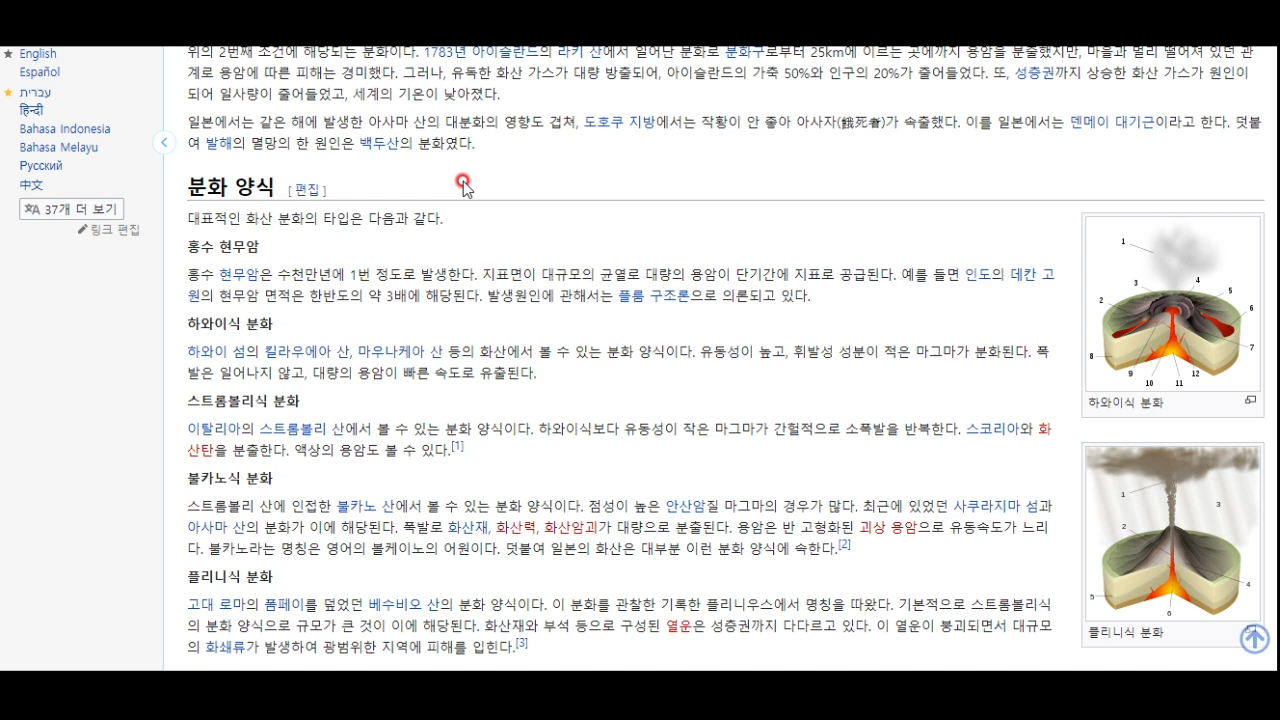 English
Español
עברית
हिन्दी
Bahasa Indonesia
Bahasa Melayu
Русский
中文
37개 더 보기
링크 편집
위의 2번째 조건에 해당되는 분화이다. 1783년 아이슬란드의 라키 산에서 일어난 분화로 분화구로부터 25km에 이르는 곳에까지 용암을 분출했지만, 마을과 멀리 떨어져 있던 관
계로 용암에 따른 피해는 경미했다. 그러나, 유독한 화산 가스가 대량 방출되어, 아이슬란드의 가축 50%와 인구의 20%가 줄어들었다. 또, 성층권까지 상승한 화산 가스가 원인이
되어 일사량이 줄어들었고, 세계의 기온이 낮아졌다.
일본에서는 같은 해에 발생한 아사마 산의 대분화의 영향도 겹쳐, 도호쿠 지방에서는 작황이 안 좋아 아사자(餓死者)가 속출했다. 이를 일본에서는 덴메이 대기근이라고 한다. 덧붙
여 발해의 멸망의 한 원인은 백두산의 분화였다.
분화 양식 [ 편집 ]
대표적인 화산 분화의 타입은 다음과 같다.
홍수 현무암
홍수 현무암은 수천만년에 1번 정도로 발생한다. 지표면이 대규모의 균열로 대량의 용암이 단기간에 지표로 공급된다. 예를 들면 인도의 데칸 고
원의 현무암 면적은 한반도의 약 3배에 해당된다. 발생원인에 관해서는 플룸 구조론으로 의론되고 있다.
하와이식 분화
하와이 섬의 킬라우에아 산, 마우나케아 산 등의 화산에서 볼 수 있는 분화 양식이다. 유동성이 높고, 휘발성 성분이 적은 마그마가 분화된다. 폭
발은 일어나지 않고, 대량의 용암이 빠른 속도로 유출된다.
스트롬볼리식 분화
이탈리아의 스트롬볼리 산에서 볼 수 있는 분화 양식이다. 하와이식보다 유동성이 작은 마그마가 간헐적으로 소폭발을 반복한다. 스코리아와 화
산탄을 분출한다. 액상의 용암도 볼 수 있다.[1]
불카노식 분화
스트롬볼리 산에 인접한 불카노 산에서 볼 수 있는 분화 양식이다. 점성이 높은 안산암질 마그마의 경우가 많다. 최근에 있었던 사쿠라지마 섬과
아사마 산의 분화가 이에 해당된다. 폭발로 화산재, 화산력, 화산암괴가 대량으로 분출된다. 용암은 반 고형화된 괴상 용암으로 유동속도가 느리
다. 불카노라는 명칭은 영어의 볼케이노의 어원이다. 덧붙여 일본의 화산은 대부분 이런 분화 양식에 속한다.[2]
플리니식 분화
고대 로마의 폼페이를 덮었던 베수비오 산의 분화 양식이다. 이 분화를 관찰한 기록한 플리니우스에서 명칭을 따왔다. 기본적으로 스트롬볼리식
의 분화 양식으로 규모가 큰 것이 이에 해당된다. 화산재와 부석 등으로 구성된 열운은 성층권까지 다다르고 있다. 이 열운이 붕괴되면서 대규모
의 화쇄류가 발생하여 광범위한 지역에 피해를 입힌다.[3]
1
2
3
4
5
6
7
8
9
10
11
12
하와이식 분화
1
2
3
4
5
6
플리니식 분화